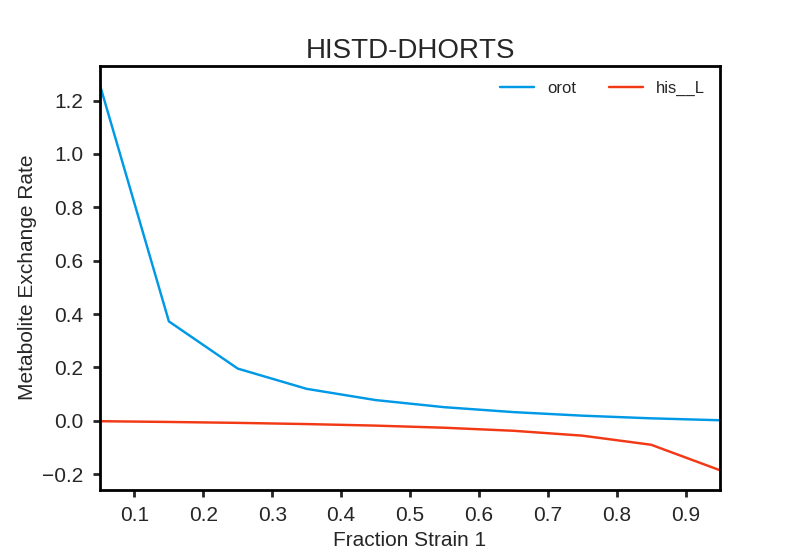 HISTD-DHORTS
orot his__L
Metabolite Exchange Rate
1.2
1.0
0.8
0.6
0.4
0.2
0.0
−0.2
0.1 0.2 0.3 0.4 0.5 0.6 0.7 0.8 0.9
Fraction Strain 1